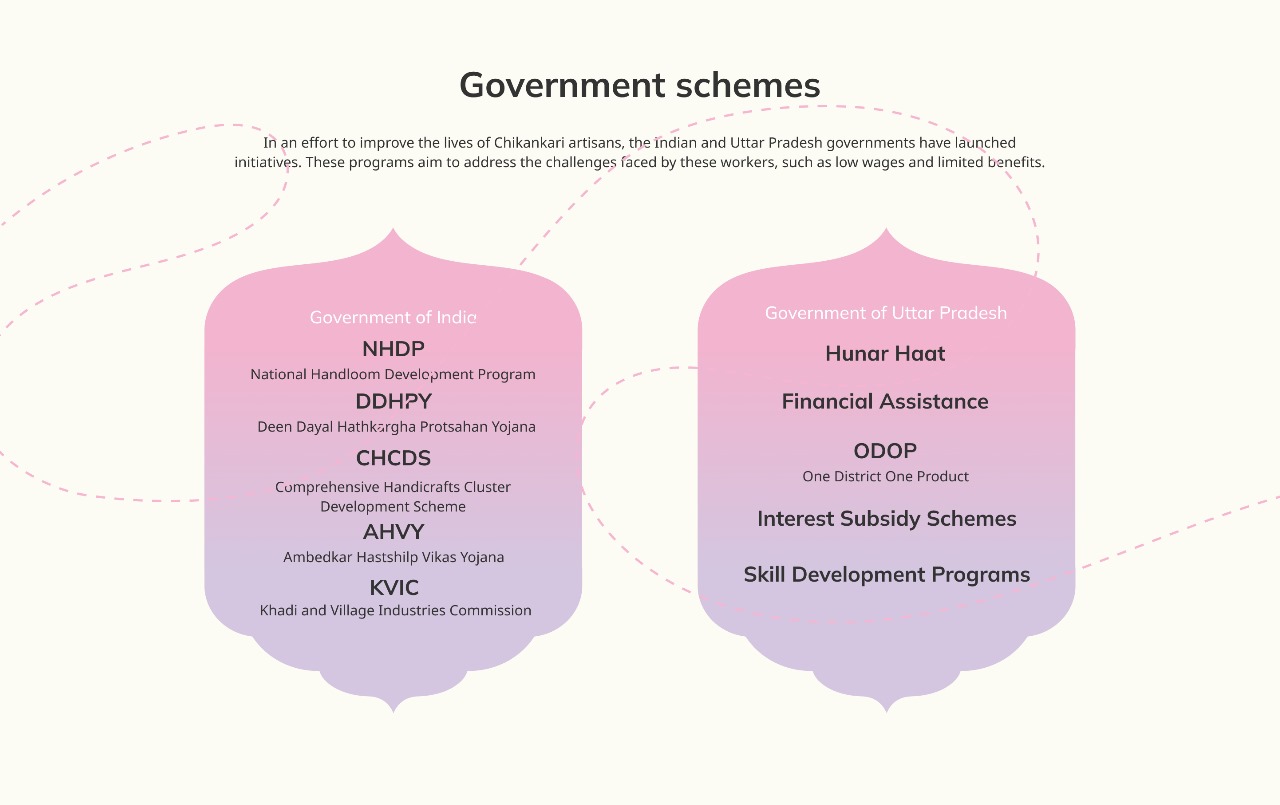 Government schemes
In an effort to improve the lives of Chikankari artisans, the Indian and Uttar Pradesh governments have launched
initiatives. These programs aim to address the challenges faced by these workers, such as low wages and limited benefits.
Government of India
NHDP
National Handloom Development Program
DDHPY
Deen Dayal Hathkargha Protsahan Yojana
CHCDS
Comprehensive Handicrafts Cluster
Development Scheme
AHVY
Ambedkar Hastshilp Vikas Yojana
KVIC
Khadi and Village Industries Commission
Government of Uttar Pradesh
Hunar Haat
Financial Assistance
ODOP
One District One Product
Interest Subsidy Schemes
Skill Development Programs